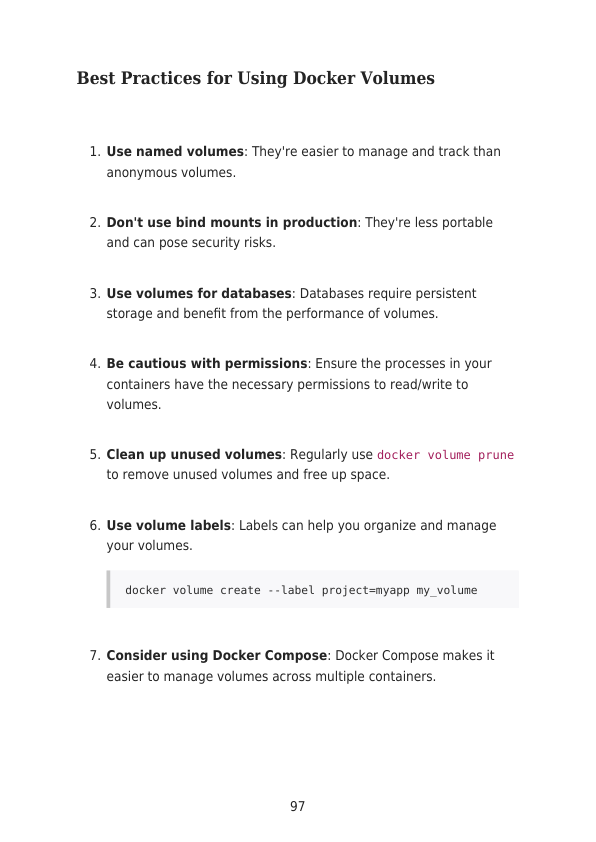 Best Practices for Using Docker Volumes
1. Use named volumes: They're easier to manage and track than
anonymous volumes.
2. Don't use bind mounts in production: They're less portable
and can pose security risks.
3. Use volumes for databases: Databases require persistent
storage and benefit from the performance of volumes.
4. Be cautious with permissions: Ensure the processes in your
containers have the necessary permissions to read/write to
volumes.
5. Clean up unused volumes: Regularly use docker volume prune
to remove unused volumes and free up space.
6. Use volume labels: Labels can help you organize and manage
your volumes.
docker volume create --label project=myapp my_volume
7. Consider using Docker Compose: Docker Compose makes it
easier to manage volumes across multiple containers.
97